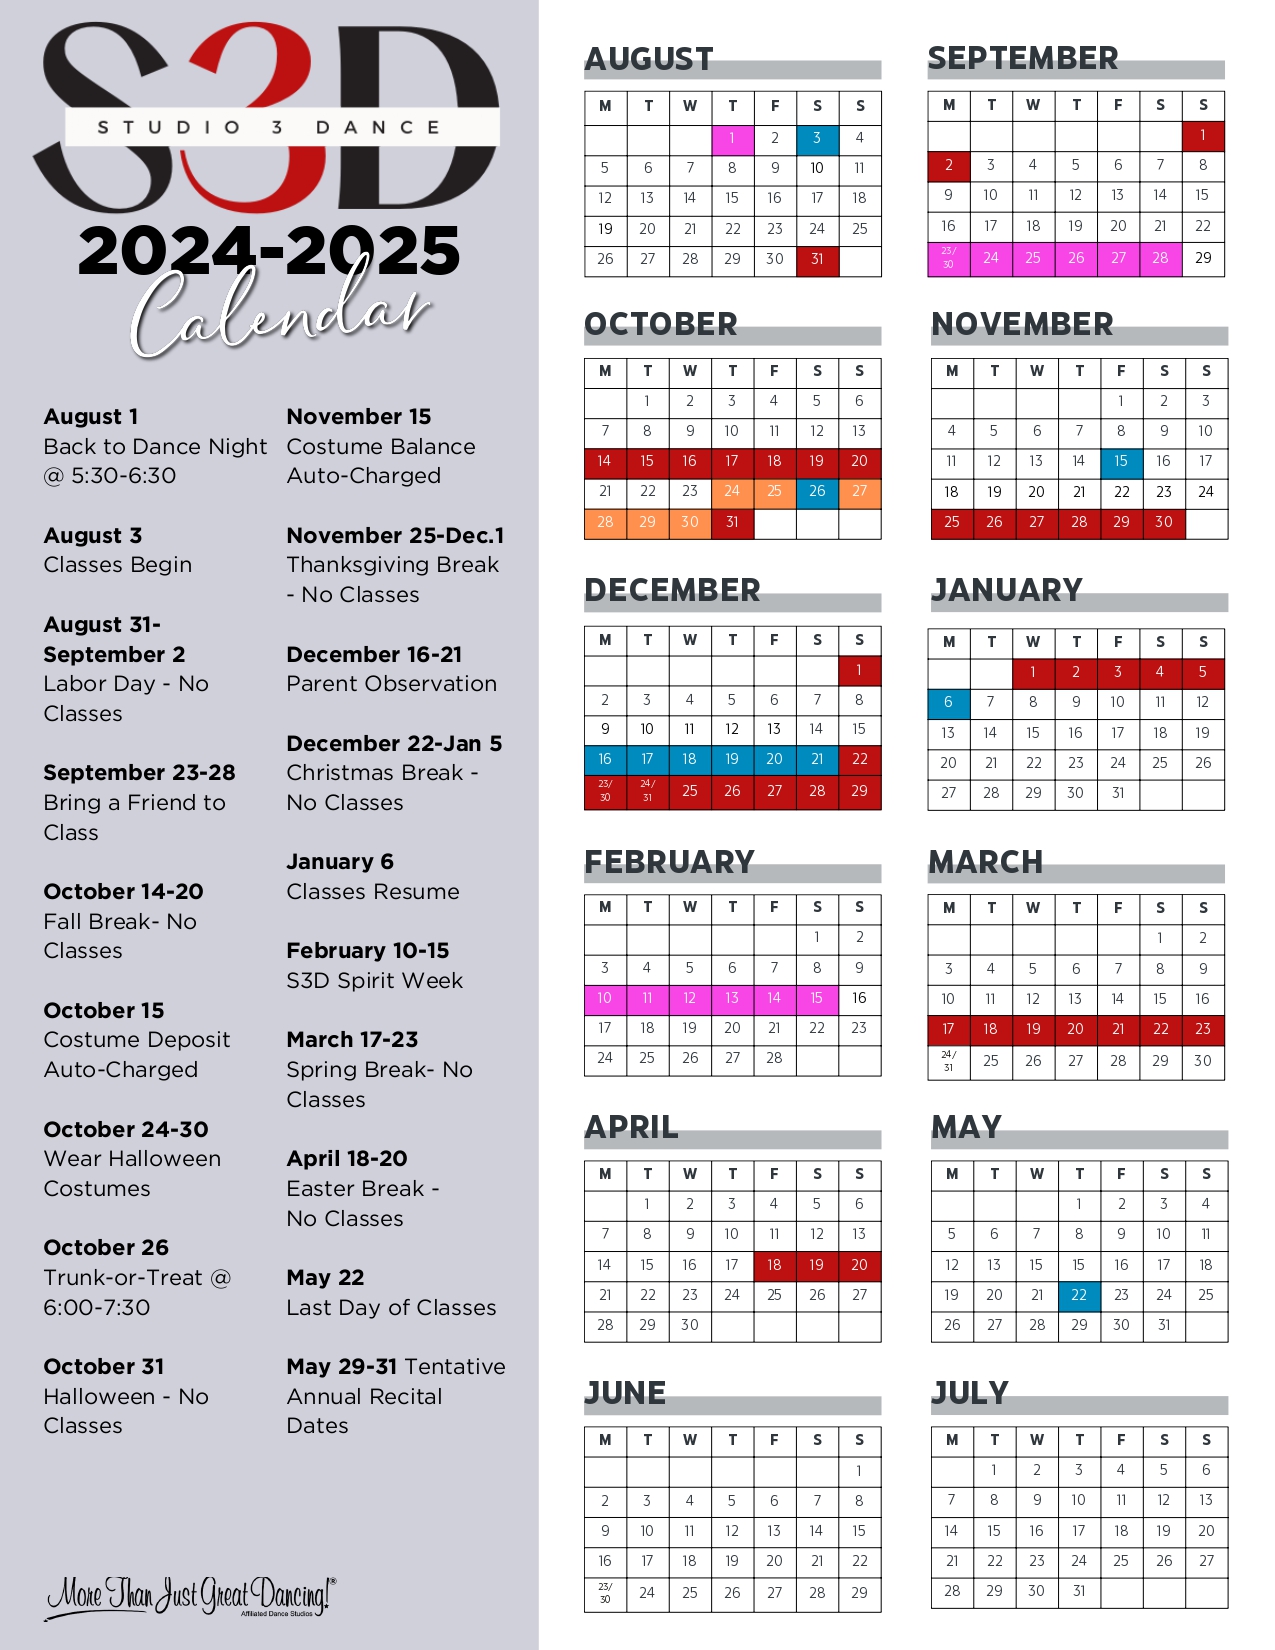 S3D
STUDIO 3 DANCE
2024-2025
Calendar
August 1
Back to Dance Night
@ 5:30-6:30
August 3
Classes Begin
August 31-
September 2
Labor Day - No
Classes
September 23-28
Bring a Friend to
Class
October 14-20
Fall Break- No
Classes
October 15
Costume Deposit
Auto-Charged
October 24-30
Wear Halloween
Costumes
October 26
Trunk-or-Treat @
6:00-7:30
October 31
Halloween - No
Classes
November 15
Costume Balance
Auto-Charged
November 25-Dec.1
Thanksgiving Break
- No Classes
December 16-21
Parent Observation
December 22-Jan 5
Christmas Break -
No Classes
January 6
Classes Resume
February 10-15
S3D Spirit Week
March 17-23
Spring Break- No
Classes
April 18-20
Easter Break -
No Classes
May 22
Last Day of Classes
May 29-31 Tentative
Annual Recital
Dates
More Than Just Great Dancing!®
Affiliated Dance Studios
AUGUST
M T W T F S S
1 2 3 4
5 6 7 8 9 10 11
12 13 14 15 16 17 18
19 20 21 22 23 24 25
26 27 28 29 30 31
SEPTEMBER
M T W T F S S
1
2 3 4 5 6 7 8
9 10 11 12 13 14 15
16 17 18 19 20 21 22
23/30 24 25 26 27 28 29
OCTOBER
M T W T F S S
1 2 3 4 5 6
7 8 9 10 11 12 13
14 15 16 17 18 19 20
21 22 23 24 25 26 27
28 29 30 31
NOVEMBER
M T W T F S S
1 2 3
4 5 6 7 8 9 10
11 12 13 14 15 16 17
18 19 20 21 22 23 24
25 26 27 28 29 30
DECEMBER
M T W T F S S
1
2 3 4 5 6 7 8
9 10 11 12 13 14 15
16 17 18 19 20 21 22
23/30 24/31 25 26 27 28 29
JANUARY
M T W T F S S
1 2 3 4 5
6 7 8 9 10 11 12
13 14 15 16 17 18 19
20 21 22 23 24 25 26
27 28 29 30 31
FEBRUARY
M T W T F S S
1 2
3 4 5 6 7 8 9
10 11 12 13 14 15 16
17 18 19 20 21 22 23
24 25 26 27 28
MARCH
M T W T F S S
1 2
3 4 5 6 7 8 9
10 11 12 13 14 15 16
17 18 19 20 21 22 23
24/31 25 26 27 28 29 30
APRIL
M T W T F S S
1 2 3 4 5 6
7 8 9 10 11 12 13
14 15 16 17 18 19 20
21 22 23 24 25 26 27
28 29 30
MAY
M T W T F S S
1 2 3 4
5 6 7 8 9 10 11
12 13 14 15 16 17 18
19 20 21 22 23 24 25
26 27 28 29 30 31
JUNE
M T W T F S S
1
2 3 4 5 6 7 8
9 10 11 12 13 14 15
16 17 18 19 20 21 22
23/30 24 25 26 27 28 29
JULY
M T W T F S S
1 2 3 4 5 6
7 8 9 10 11 12 13
14 15 16 17 18 19 20
21 22 23 24 25 26 27
28 29 30 31